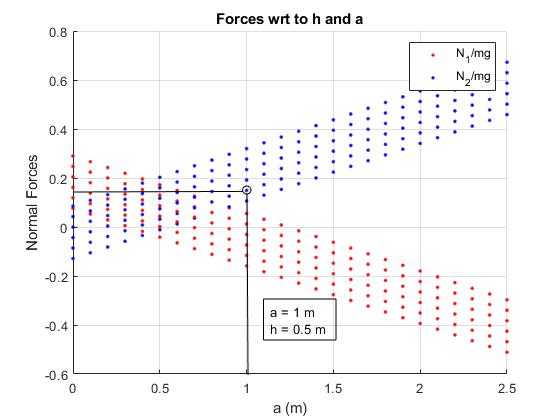 Forces wrt to h and a
N₁/mg
N₂/mg
0.8
0.6
0.4
0.2
0
-0.2
-0.4
-0.6
Normal Forces
a = 1 m
h = 0.5 m
0 0.5 1 1.5 2 2.5
a (m)